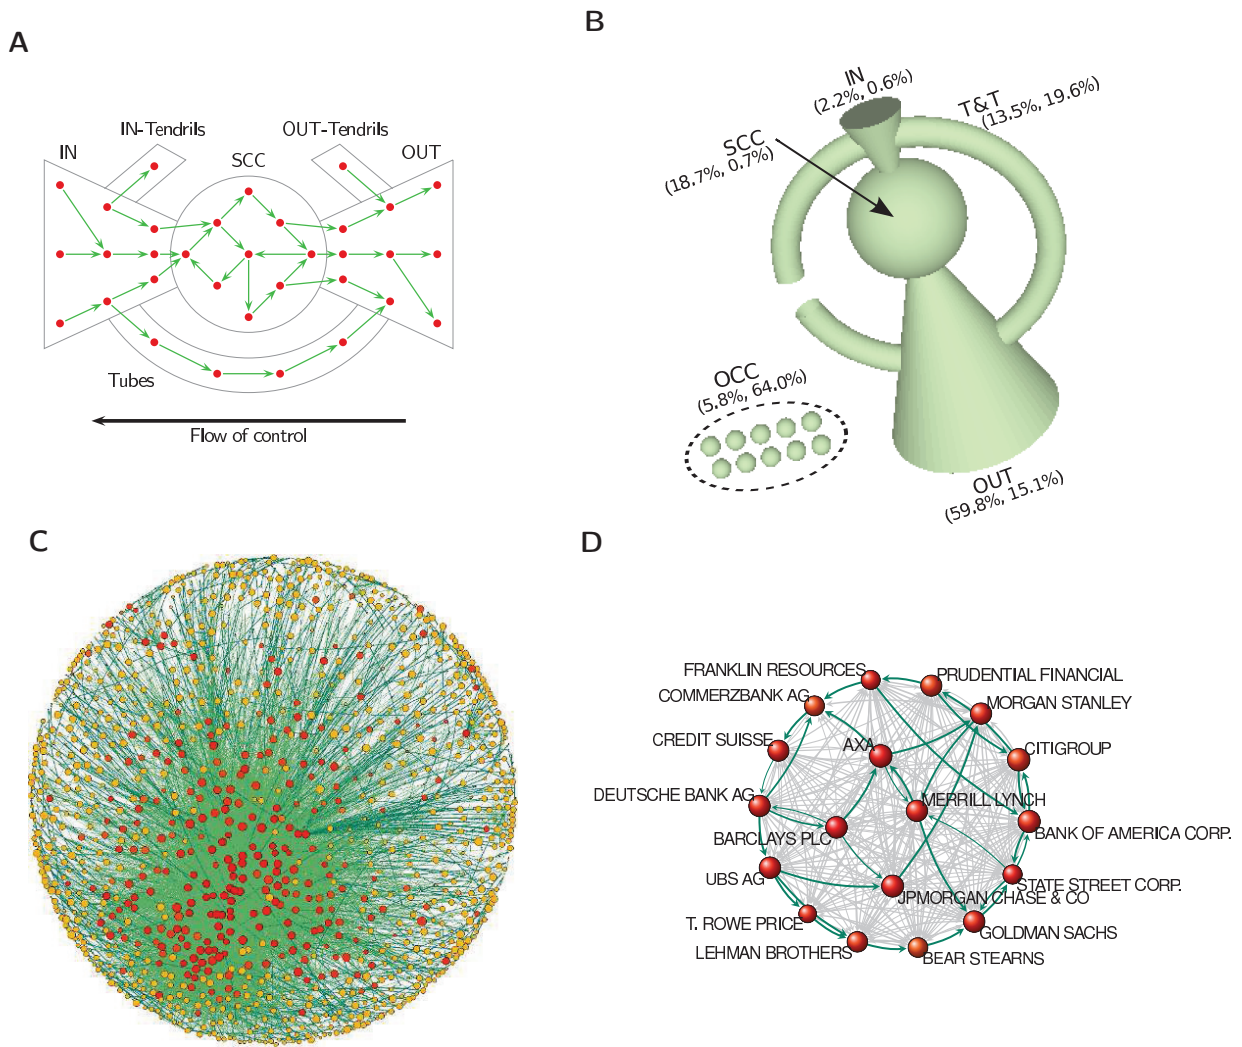 A
IN-Tendrils
OUT-Tendrils
IN
SCC
OUT
Tubes
Flow of control
B
IN
(2.2%, 0.6%)
T&T
(13.5%, 19.6%)
SCC
(18.7%, 0.7%)
OCC
(5.8%, 64.0%)
OUT
(59.8%, 15.1%)
C
D
FRANKLIN RESOURCES
PRUDENTIAL FINANCIAL
COMMERZBANK AG
MORGAN STANLEY
CREDIT SUISSE
AXA
CITIGROUP
DEUTSCHE BANK AG
MERRILL LYNCH
BARCLAYS PLC
BANK OF AMERICA CORP.
UBS AG
STATE STREET CORP.
JPMORGAN CHASE & CO
T. ROWE PRICE
GOLDMAN SACHS
LEHMAN BROTHERS
BEAR STEARNS